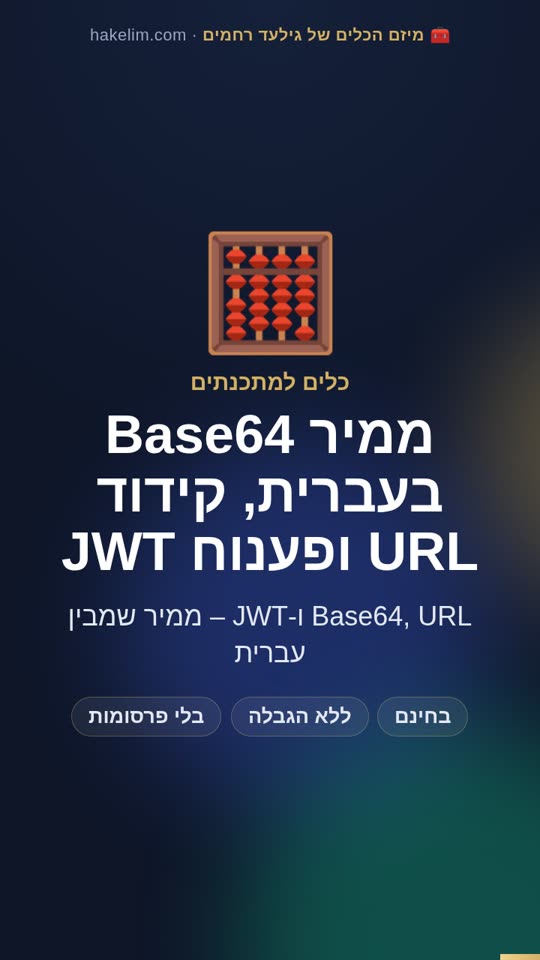 🧰 מיזם הכלים של גילעד רחמים · hakelim.com
כלים למתכנתים
ממיר Base64
בעברית, קידוד
URL ופענוח JWT
Base64, URL ו-JWT – ממיר שמבין
עברית
בחינם
ללא הגבלה
בלי פרסומות